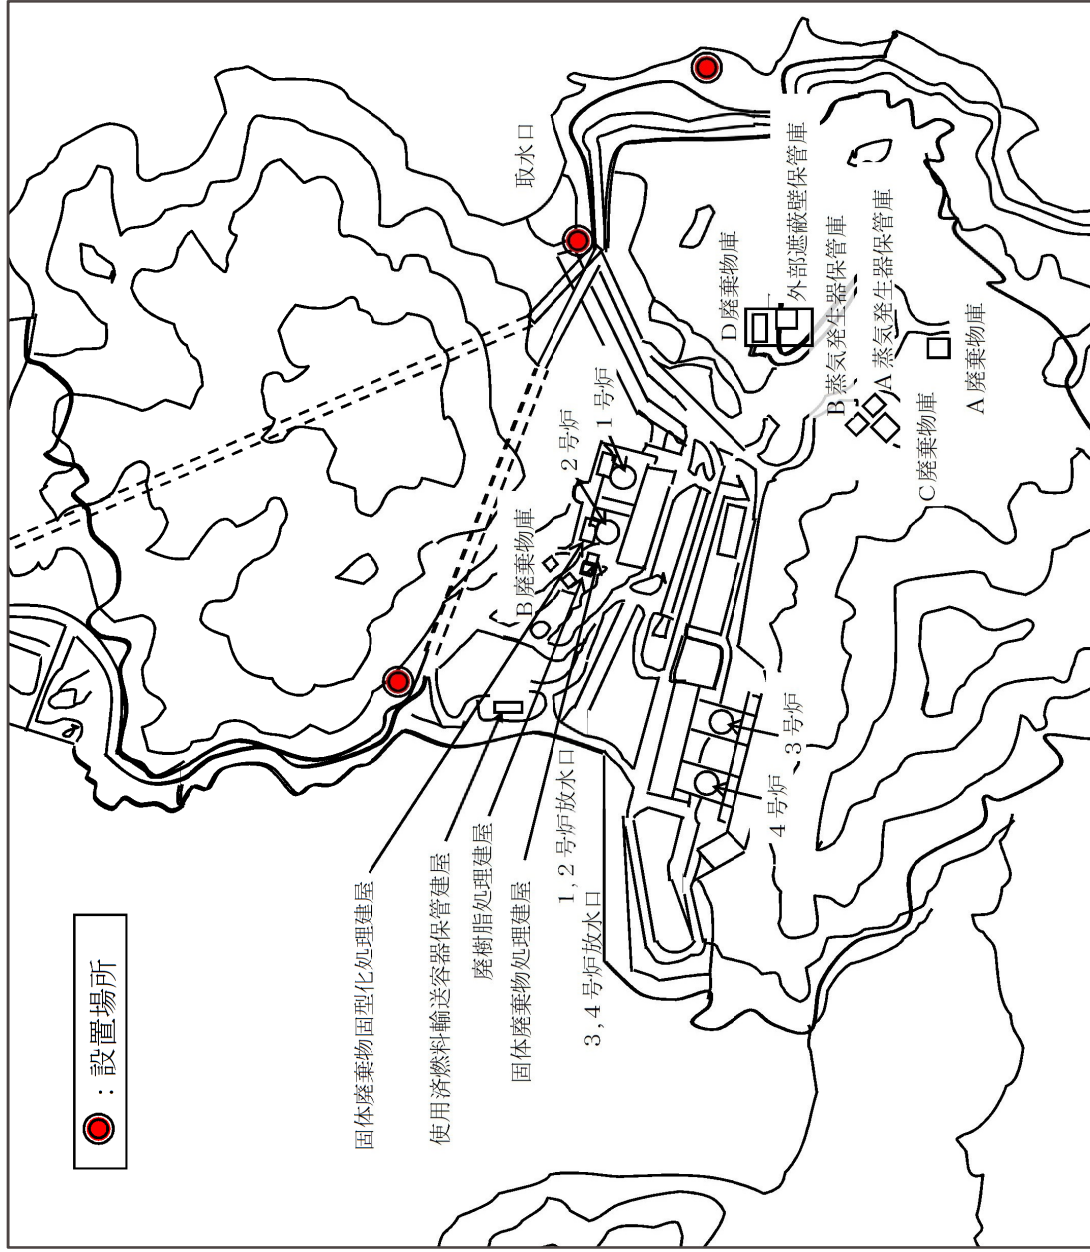 ：設置場所
固体廃棄物固型化処理建屋
使用済燃料輸送容器保管建屋
廃樹脂処理建屋
固体廃棄物処理建屋
1,2号炉放水口
3,4号炉放水口
B廃棄物庫
2号炉
1号炉
取水口
4号炉
3号炉
D廃棄物庫
外部遮蔽壁保管庫
B蒸気発生器保管庫
A蒸気発生器保管庫
C廃棄物庫
A廃棄物庫